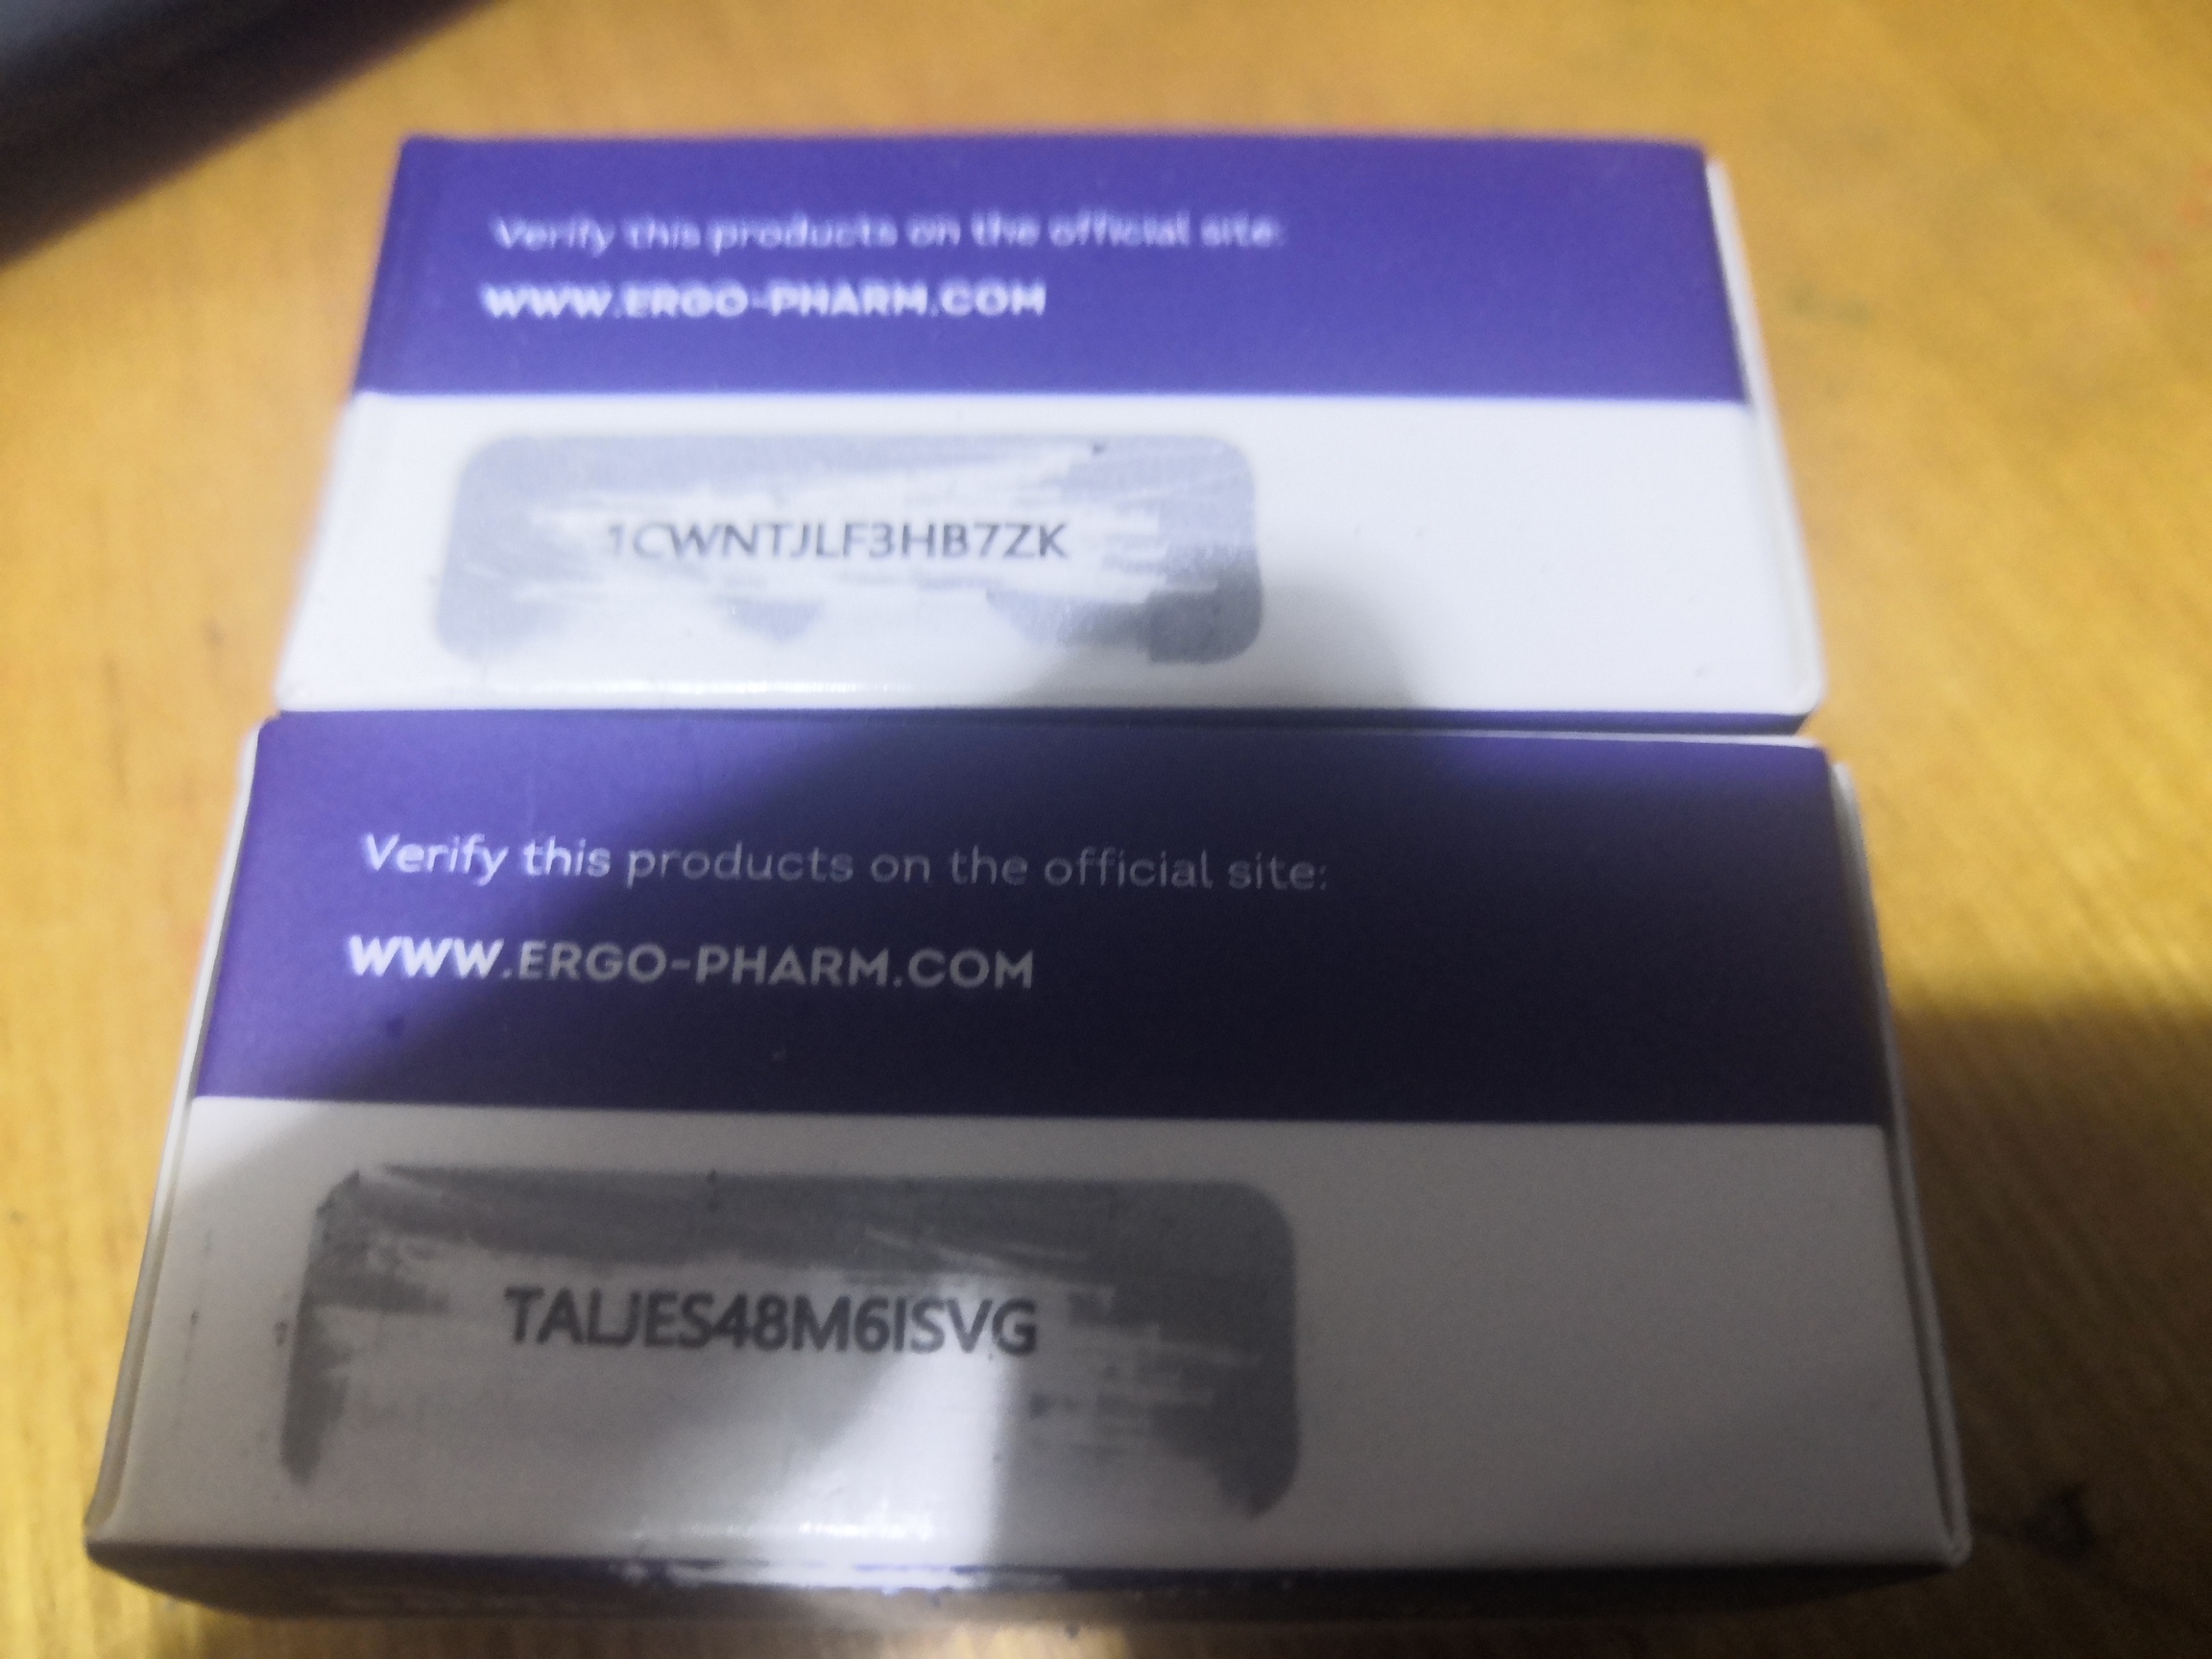 Verify this products on the official site:
WWW.ERGO-PHARM.COM
1CWNTJLF3HB7ZK
Verify this products on the official site:
WWW.ERGO-PHARM.COM
TALJES48M6ISVG